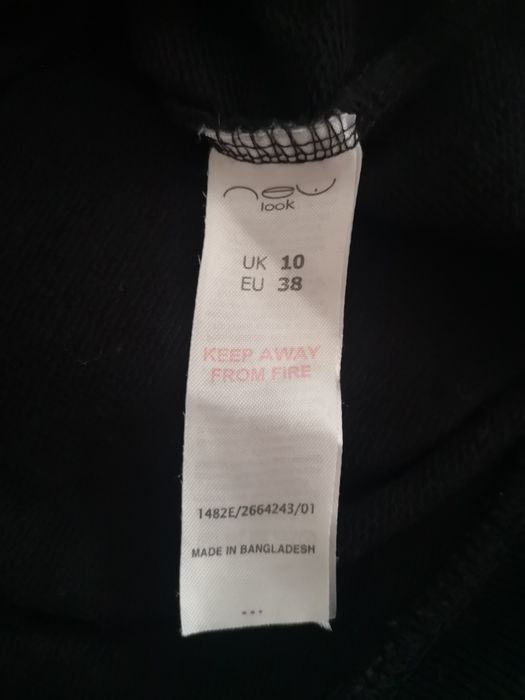 new
look
UK 10
EU 38
KEEP AWAY
FROM FIRE
1482E/2664243/01
MADE IN BANGLADESH
...